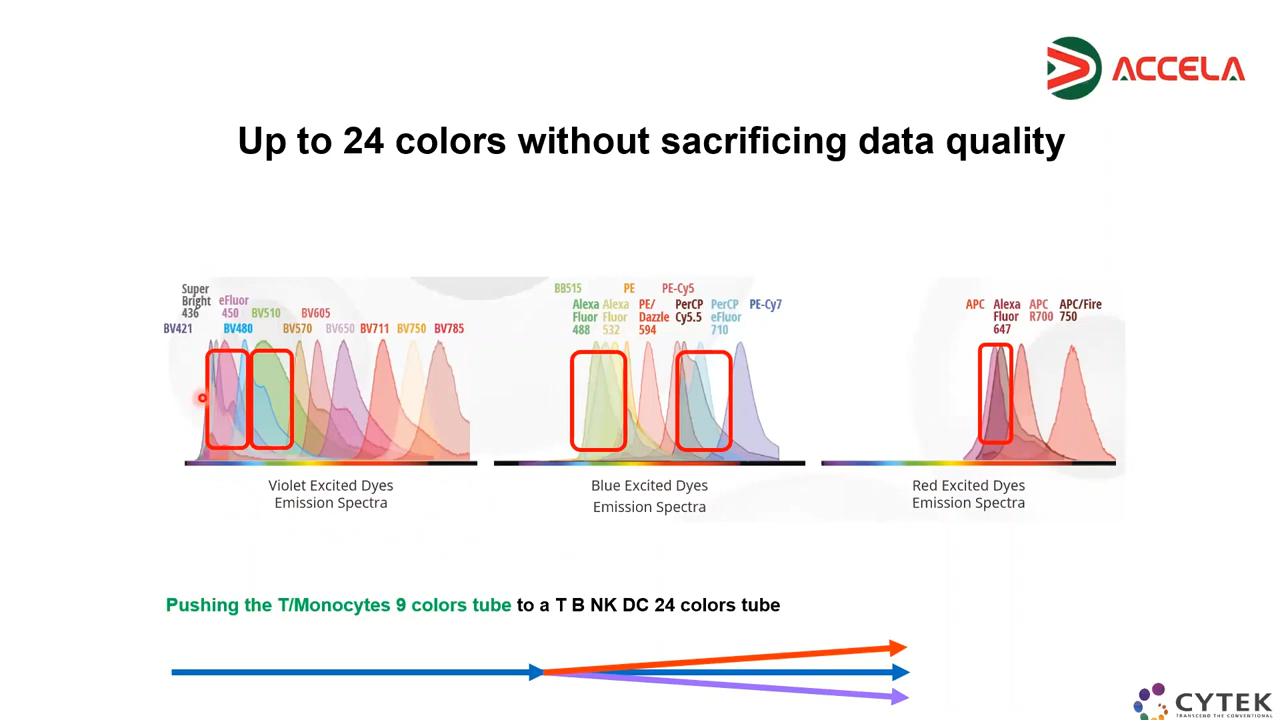 ACCELA
Up to 24 colors without sacrificing data quality
Super
Bright
436
eFluor
450
BV421
BV480
BV510
BV570
BV605
BV650
BV711
BV750
BV785
BB515
PE
PE-Cy5
Alexa
Fluor
488
Alexa
Fluor
532
PE/
Dazzle
594
PerCP
Cy5.5
PerCP
eFluor
710
PE-Cy7
APC
Alexa
Fluor
647
APC
R700
APC/Fire
750
Violet Excited Dyes
Emission Spectra
Blue Excited Dyes
Emission Spectra
Red Excited Dyes
Emission Spectra
Pushing the T/Monocytes 9 colors tube to a T B NK DC 24 colors tube
CYTEK
TRANSCEND THE CONVENTIONAL